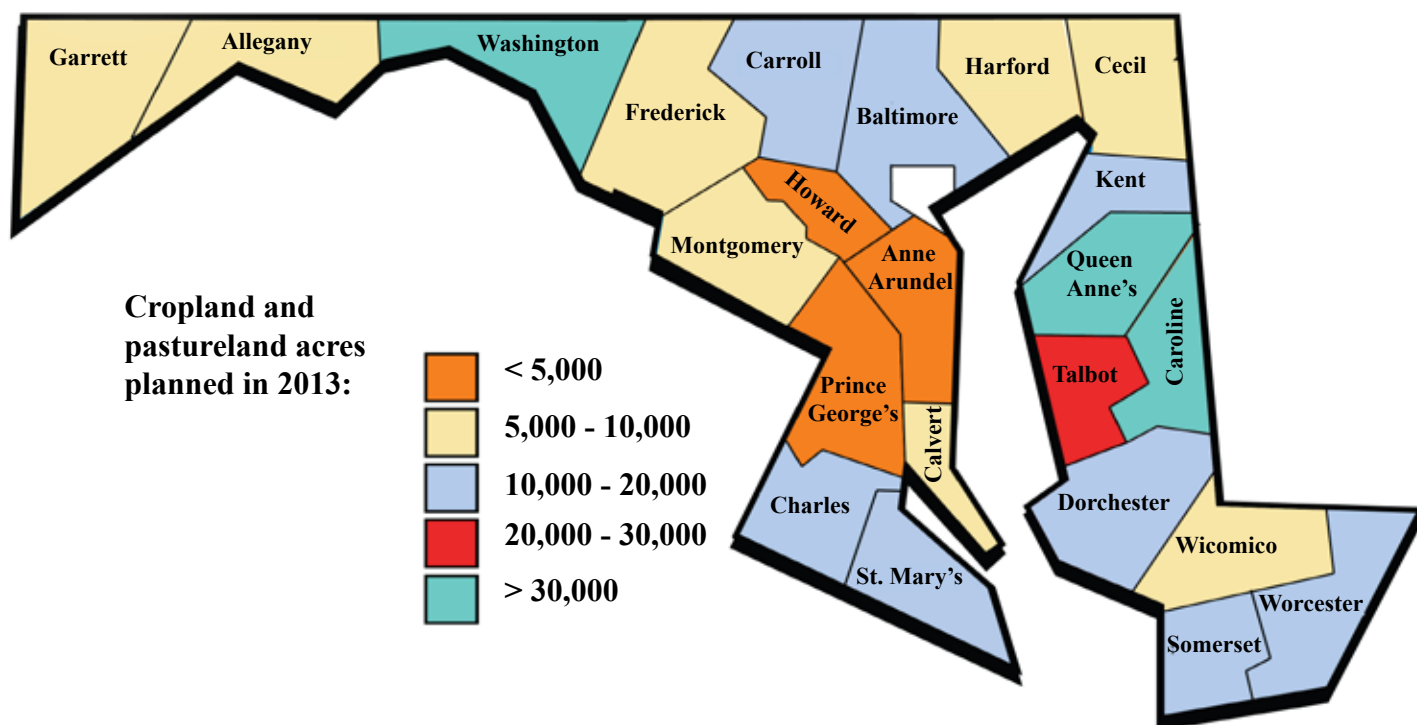 Garrett
Allegany
Washington
Frederick
Carroll
Baltimore
Harford
Cecil
Kent
Howard
Montgomery
Anne
Arundel
Queen
Anne's
Caroline
Talbot
Prince
George's
Calvert
Charles
St. Mary's
Dorchester
Wicomico
Worcester
Somerset
Cropland and
pastureland acres
planned in 2013:
< 5,000
5,000 - 10,000
10,000 - 20,000
20,000 - 30,000
> 30,000